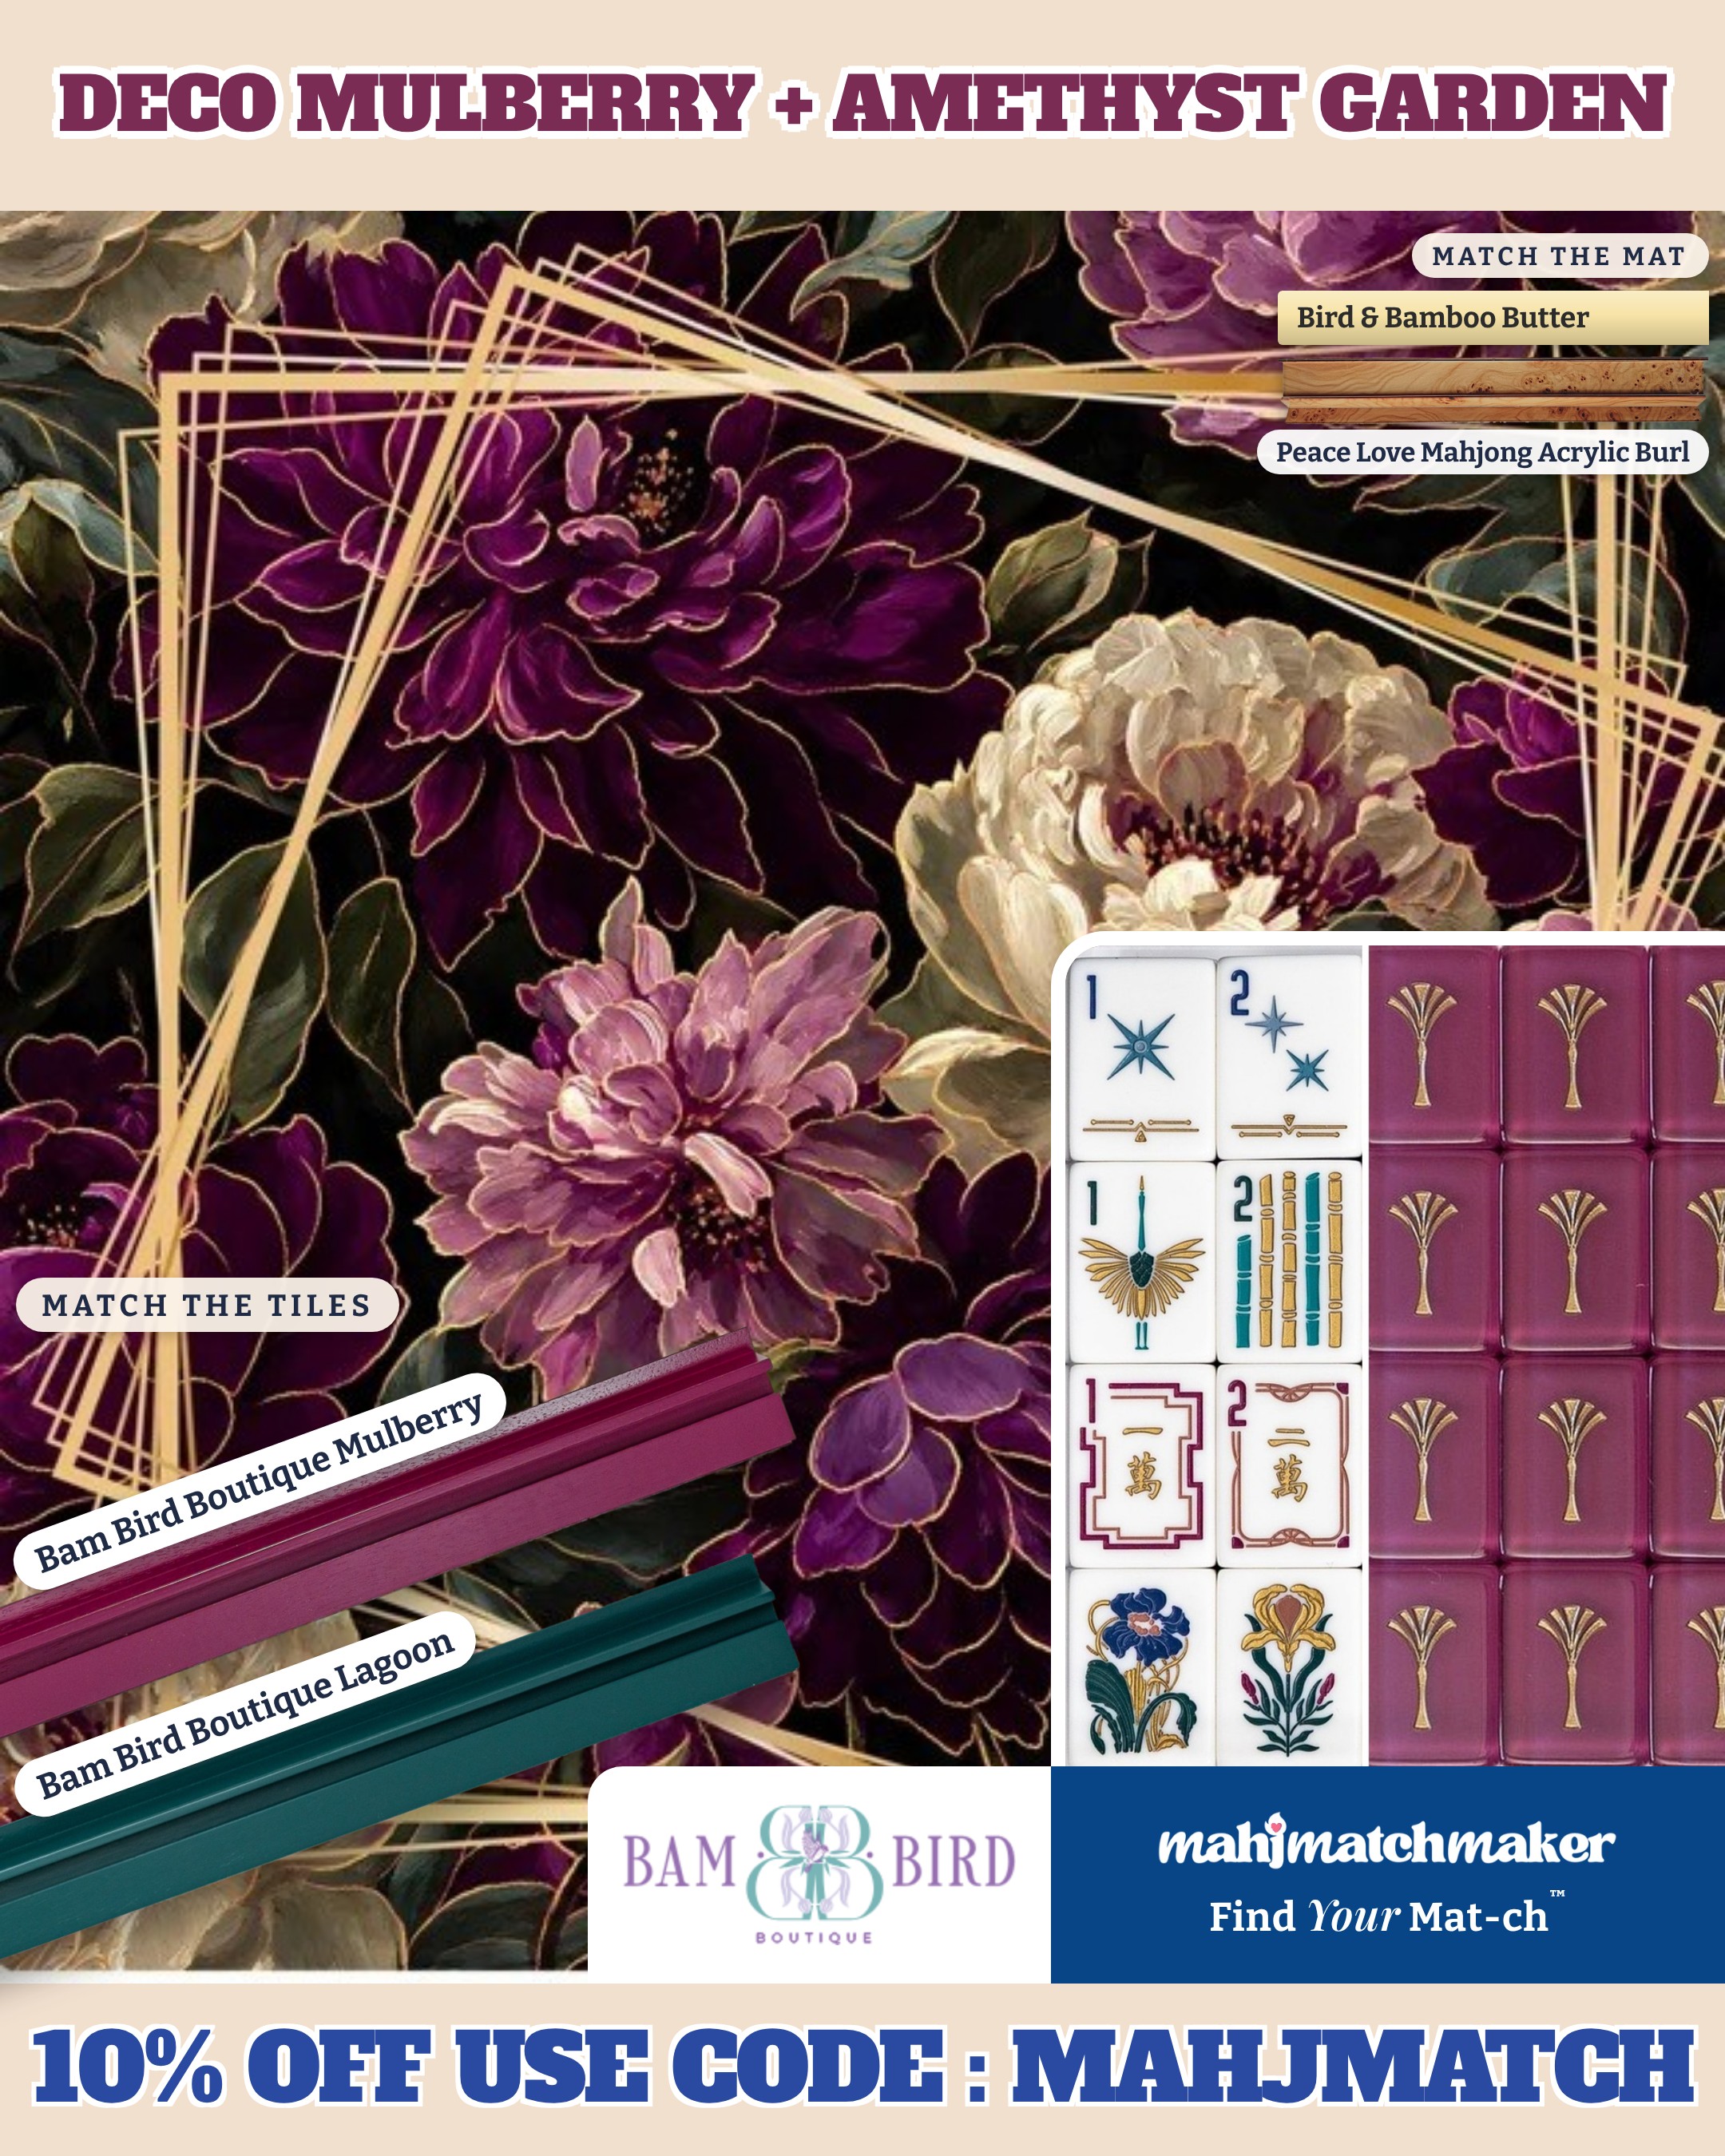 DECO MULBERRY + AMETHYST GARDEN
MATCH THE MAT
Bird & Bamboo Butter
Peace Love Mahjong Acrylic Burl
1 2
1 2
1 2
一 二
萬 萬
MATCH THE TILES
Bam Bird Boutique Mulberry
Bam Bird Boutique Lagoon
BAM BIRD
BOUTIQUE
mahjmatchmaker
Find Your Mat-ch™
10% OFF USE CODE : MAHJMATCH